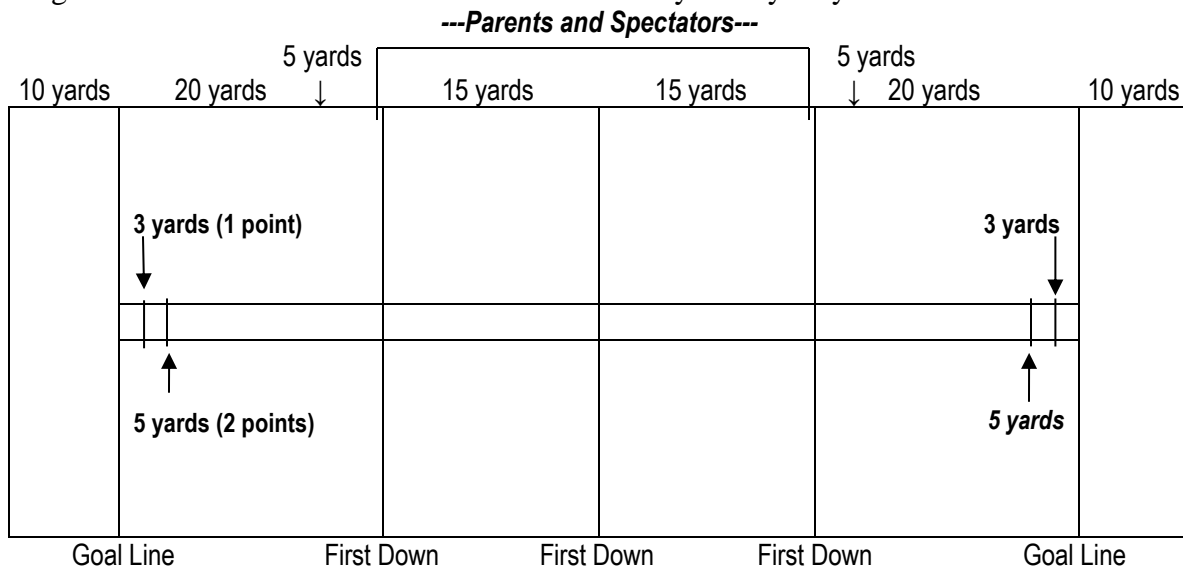 ---Parents and Spectators---
5 yards 5 yards
10 yards 20 yards ↓ 15 yards 15 yards ↓ 20 yards 10 yards
3 yards (1 point) 3 yards
5 yards (2 points) 5 yards
Goal Line First Down First Down First Down Goal Line